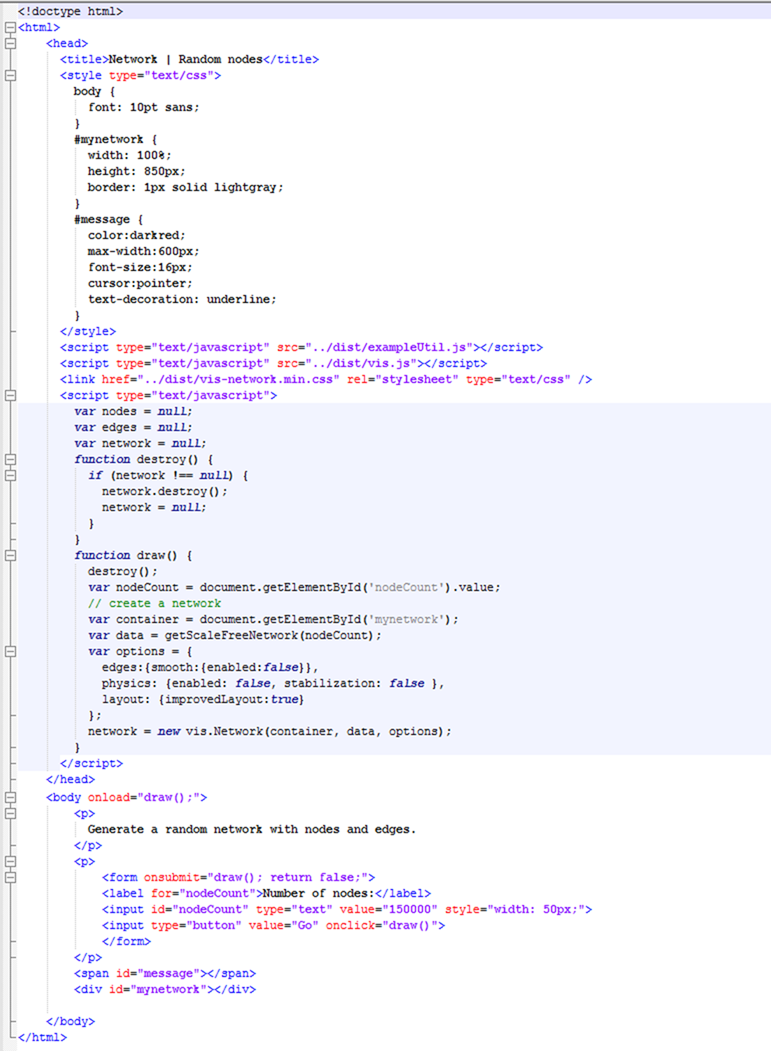 <!doctype html>
<html>
<head>
<title>Network | Random nodes</title>
<style type="text/css">
body {
font: 10pt sans;
}
#mynetwork {
width: 100%;
height: 850px;
border: 1px solid lightgray;
}
#message {
color:darkred;
max-width:600px;
font-size:16px;
cursor:pointer;
text-decoration: underline;
}
</style>
<script type="text/javascript" src="../dist/exampleUtil.js"></script>
<script type="text/javascript" src="../dist/vis.js"></script>
<link href="../dist/vis-network.min.css" rel="stylesheet" type="text/css" />
<script type="text/javascript">
var nodes = null;
var edges = null;
var network = null;
function destroy() {
if (network !== null) {
network.destroy();
network = null;
}
}
function draw() {
destroy();
var nodeCount = document.getElementById('nodeCount').value;
// create a network
var container = document.getElementById('mynetwork');
var data = getScaleFreeNetwork(nodeCount);
var options = {
edges:{smooth:{enabled:false}},
physics: {enabled: false, stabilization: false },
layout: {improvedLayout:true}
};
network = new vis.Network(container, data, options);
}
</script>
</head>
<body onload="draw();">
<p>
Generate a random network with nodes and edges.
</p>
<p>
<form onsubmit="draw(); return false;">
<label for="nodeCount">Number of nodes:</label>
<input id="nodeCount" type="text" value="150000" style="width: 50px;">
<input type="button" value="Go" onclick="draw()">
</form>
</p>
<span id="message"></span>
<div id="mynetwork"></div>
</body>
</html>